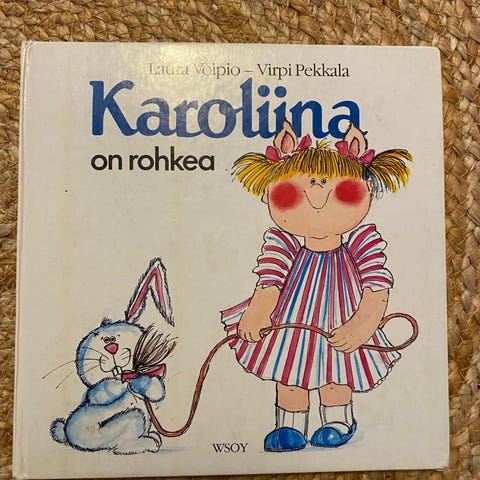 Laura Voipio – Virpi Pekkala
Karoliina
on rohkea
WSOY